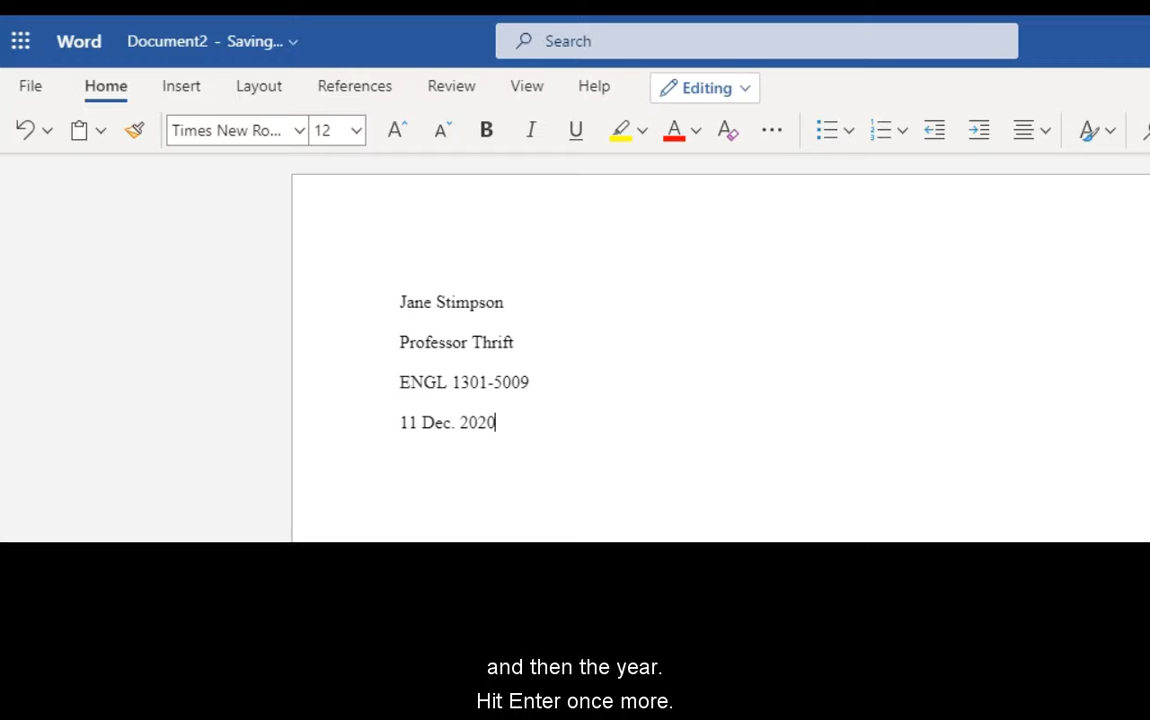 Word Document2 - Saving... Search
File Home Insert Layout References Review View Help Editing
Times New Ro... 12 A A B I U A A
Jane Stimpson
Professor Thrift
ENGL 1301-5009
11 Dec. 2020
and then the year.
Hit Enter once more.